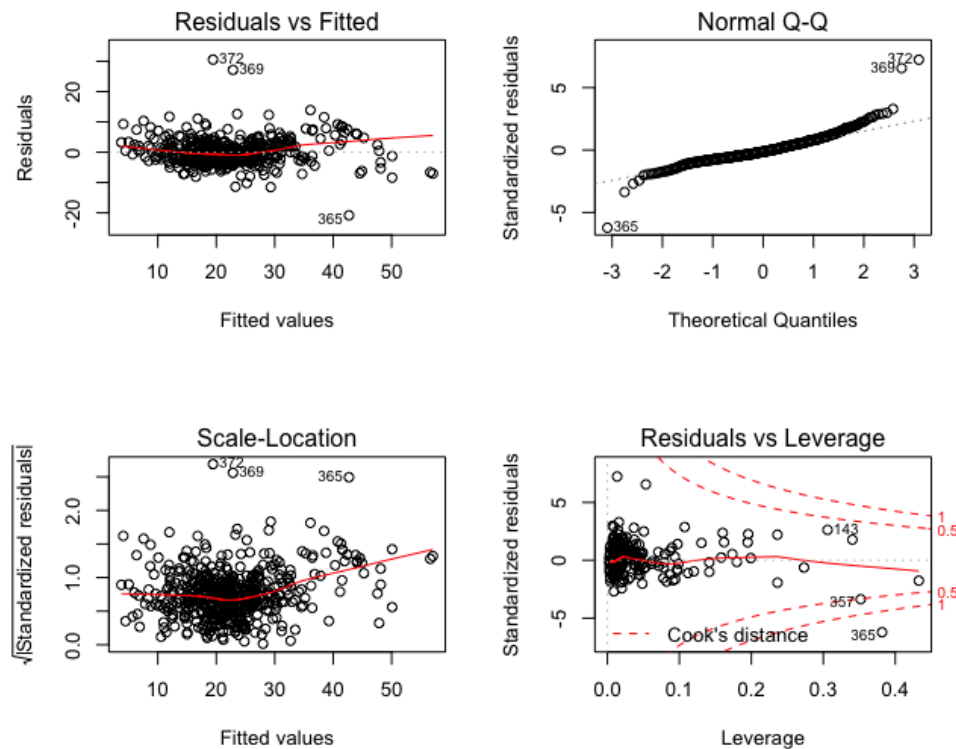 Residuals vs Fitted
Residuals
20
0
-20
372
369
365
10 20 30 40 50
Fitted values
Normal Q-Q
Standardized residuals
5
0
-5
372
369
365
-3 -2 -1 0 1 2 3
Theoretical Quantiles
Scale-Location
√|Standardized residuals|
2.0
1.0
0.0
372
369
365
10 20 30 40 50
Fitted values
Residuals vs Leverage
Standardized residuals
5
0
-5
1
0.5
143
0.5
357
1
365
Cook's distance
0.0 0.1 0.2 0.3 0.4
Leverage